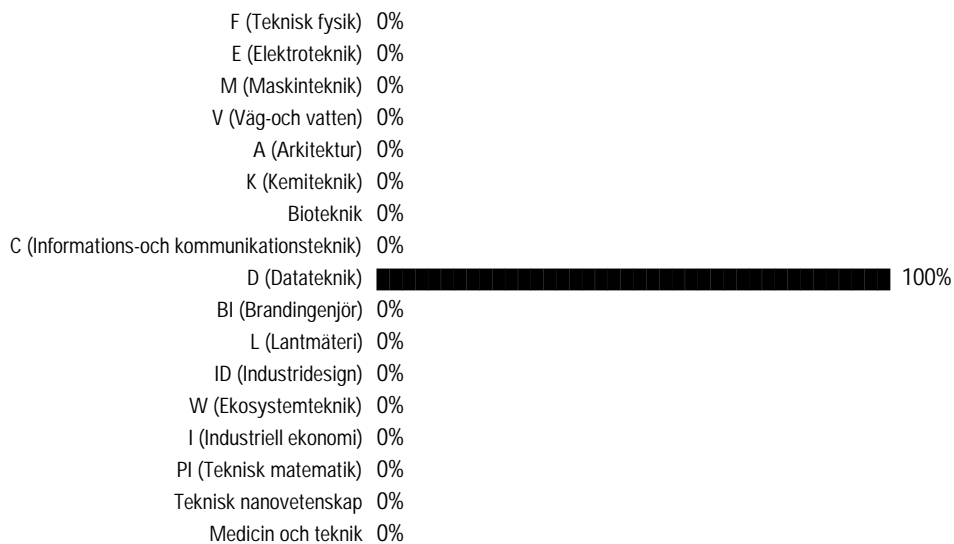 F (Teknisk fysik) 0%
E (Elektroteknik) 0%
M (Maskinteknik) 0%
V (Väg-och vatten) 0%
A (Arkitektur) 0%
K (Kemiteknik) 0%
Bioteknik 0%
C (Informations-och kommunikationsteknik) 0%
D (Datateknik) 100%
BI (Brandingenjör) 0%
L (Lantmäteri) 0%
ID (Industridesign) 0%
W (Ekosystemteknik) 0%
I (Industriell ekonomi) 0%
PI (Teknisk matematik) 0%
Teknisk nanovetenskap 0%
Medicin och teknik 0%